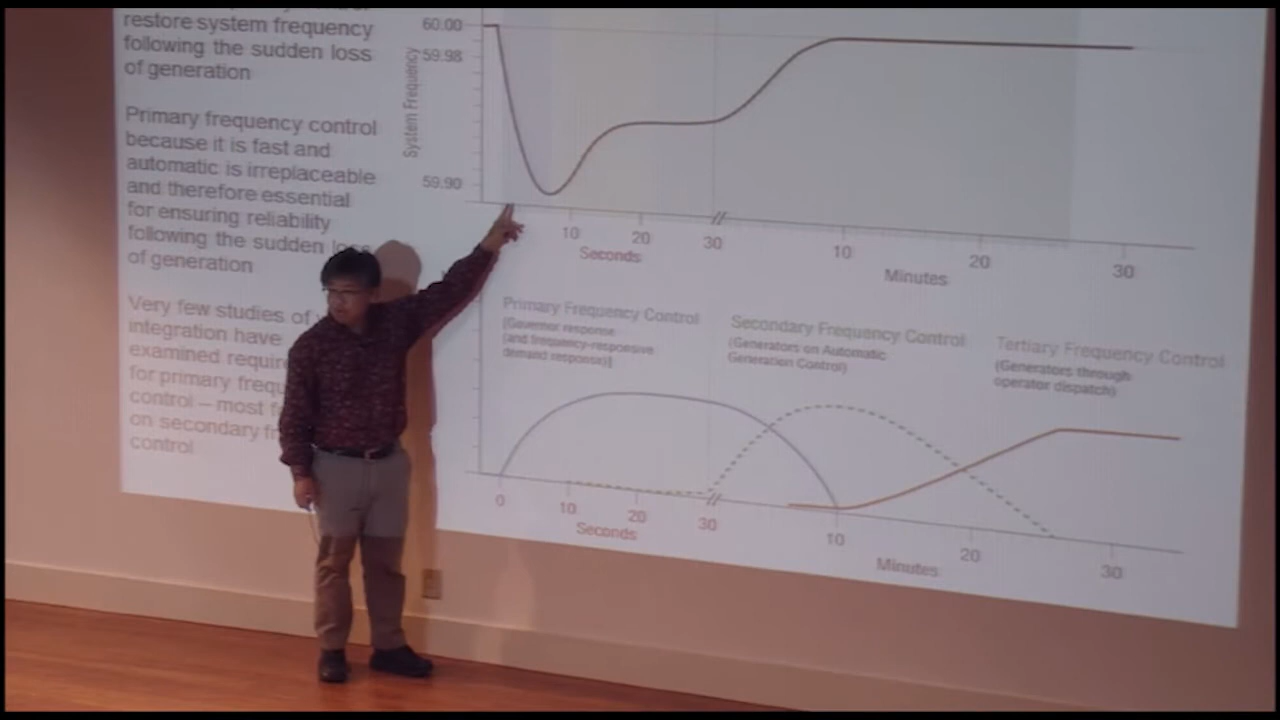 restore system frequency
following the sudden loss
of generation
Primary frequency control
because it is fast and
automatic is irreplaceable
and therefore essential
for ensuring reliability
following the sudden loss
of generation
Very few studies of
integration have
examined
for primary
control – most
on secondary
control
System Frequency
60.00
59.98
59.90
10
20
30
10
20
30
Seconds
Minutes
Primary Frequency Control
(Governor response
(and frequency-responsive
demand response))
Secondary Frequency Control
(Generators on Automatic
Generation Control)
Tertiary Frequency Control
(Generators through
operator dispatch)
0
10
20
30
10
20
30
Seconds
Minutes